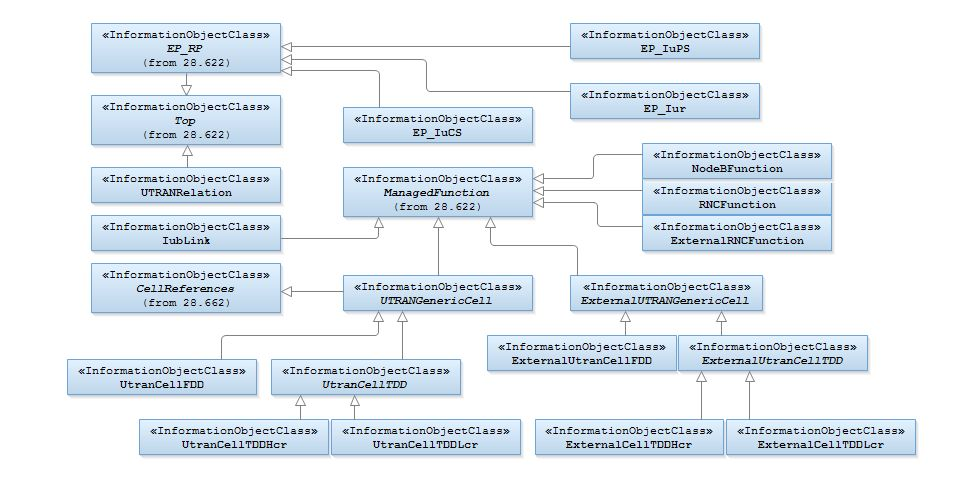 «InformationObjectClass»
EP_RP
(from 28.622)
«InformationObjectClass»
EP_IuPS
«InformationObjectClass»
EP_Iur
«InformationObjectClass»
Top
(from 28.622)
«InformationObjectClass»
EP_IuCS
«InformationObjectClass»
NodeBFunction
«InformationObjectClass»
UTRANRelation
«InformationObjectClass»
ManagedFunction
(from 28.622)
«InformationObjectClass»
RNCFunction
«InformationObjectClass»
IubLink
«InformationObjectClass»
ExternalRNCFunction
«InformationObjectClass»
CellReferences
(from 28.662)
«InformationObjectClass»
UTRANGenericCell
«InformationObjectClass»
ExternalUTRANGenericCell
«InformationObjectClass»
ExternalUtranCellFDD
«InformationObjectClass»
ExternalUtranCellTDD
«InformationObjectClass»
UtranCellFDD
«InformationObjectClass»
UtranCellTDD
«InformationObjectClass»
UtranCellTDDHcr
«InformationObjectClass»
UtranCellTDDLcr
«InformationObjectClass»
ExternalCellTDDHcr
«InformationObjectClass»
ExternalCellTDDLcr